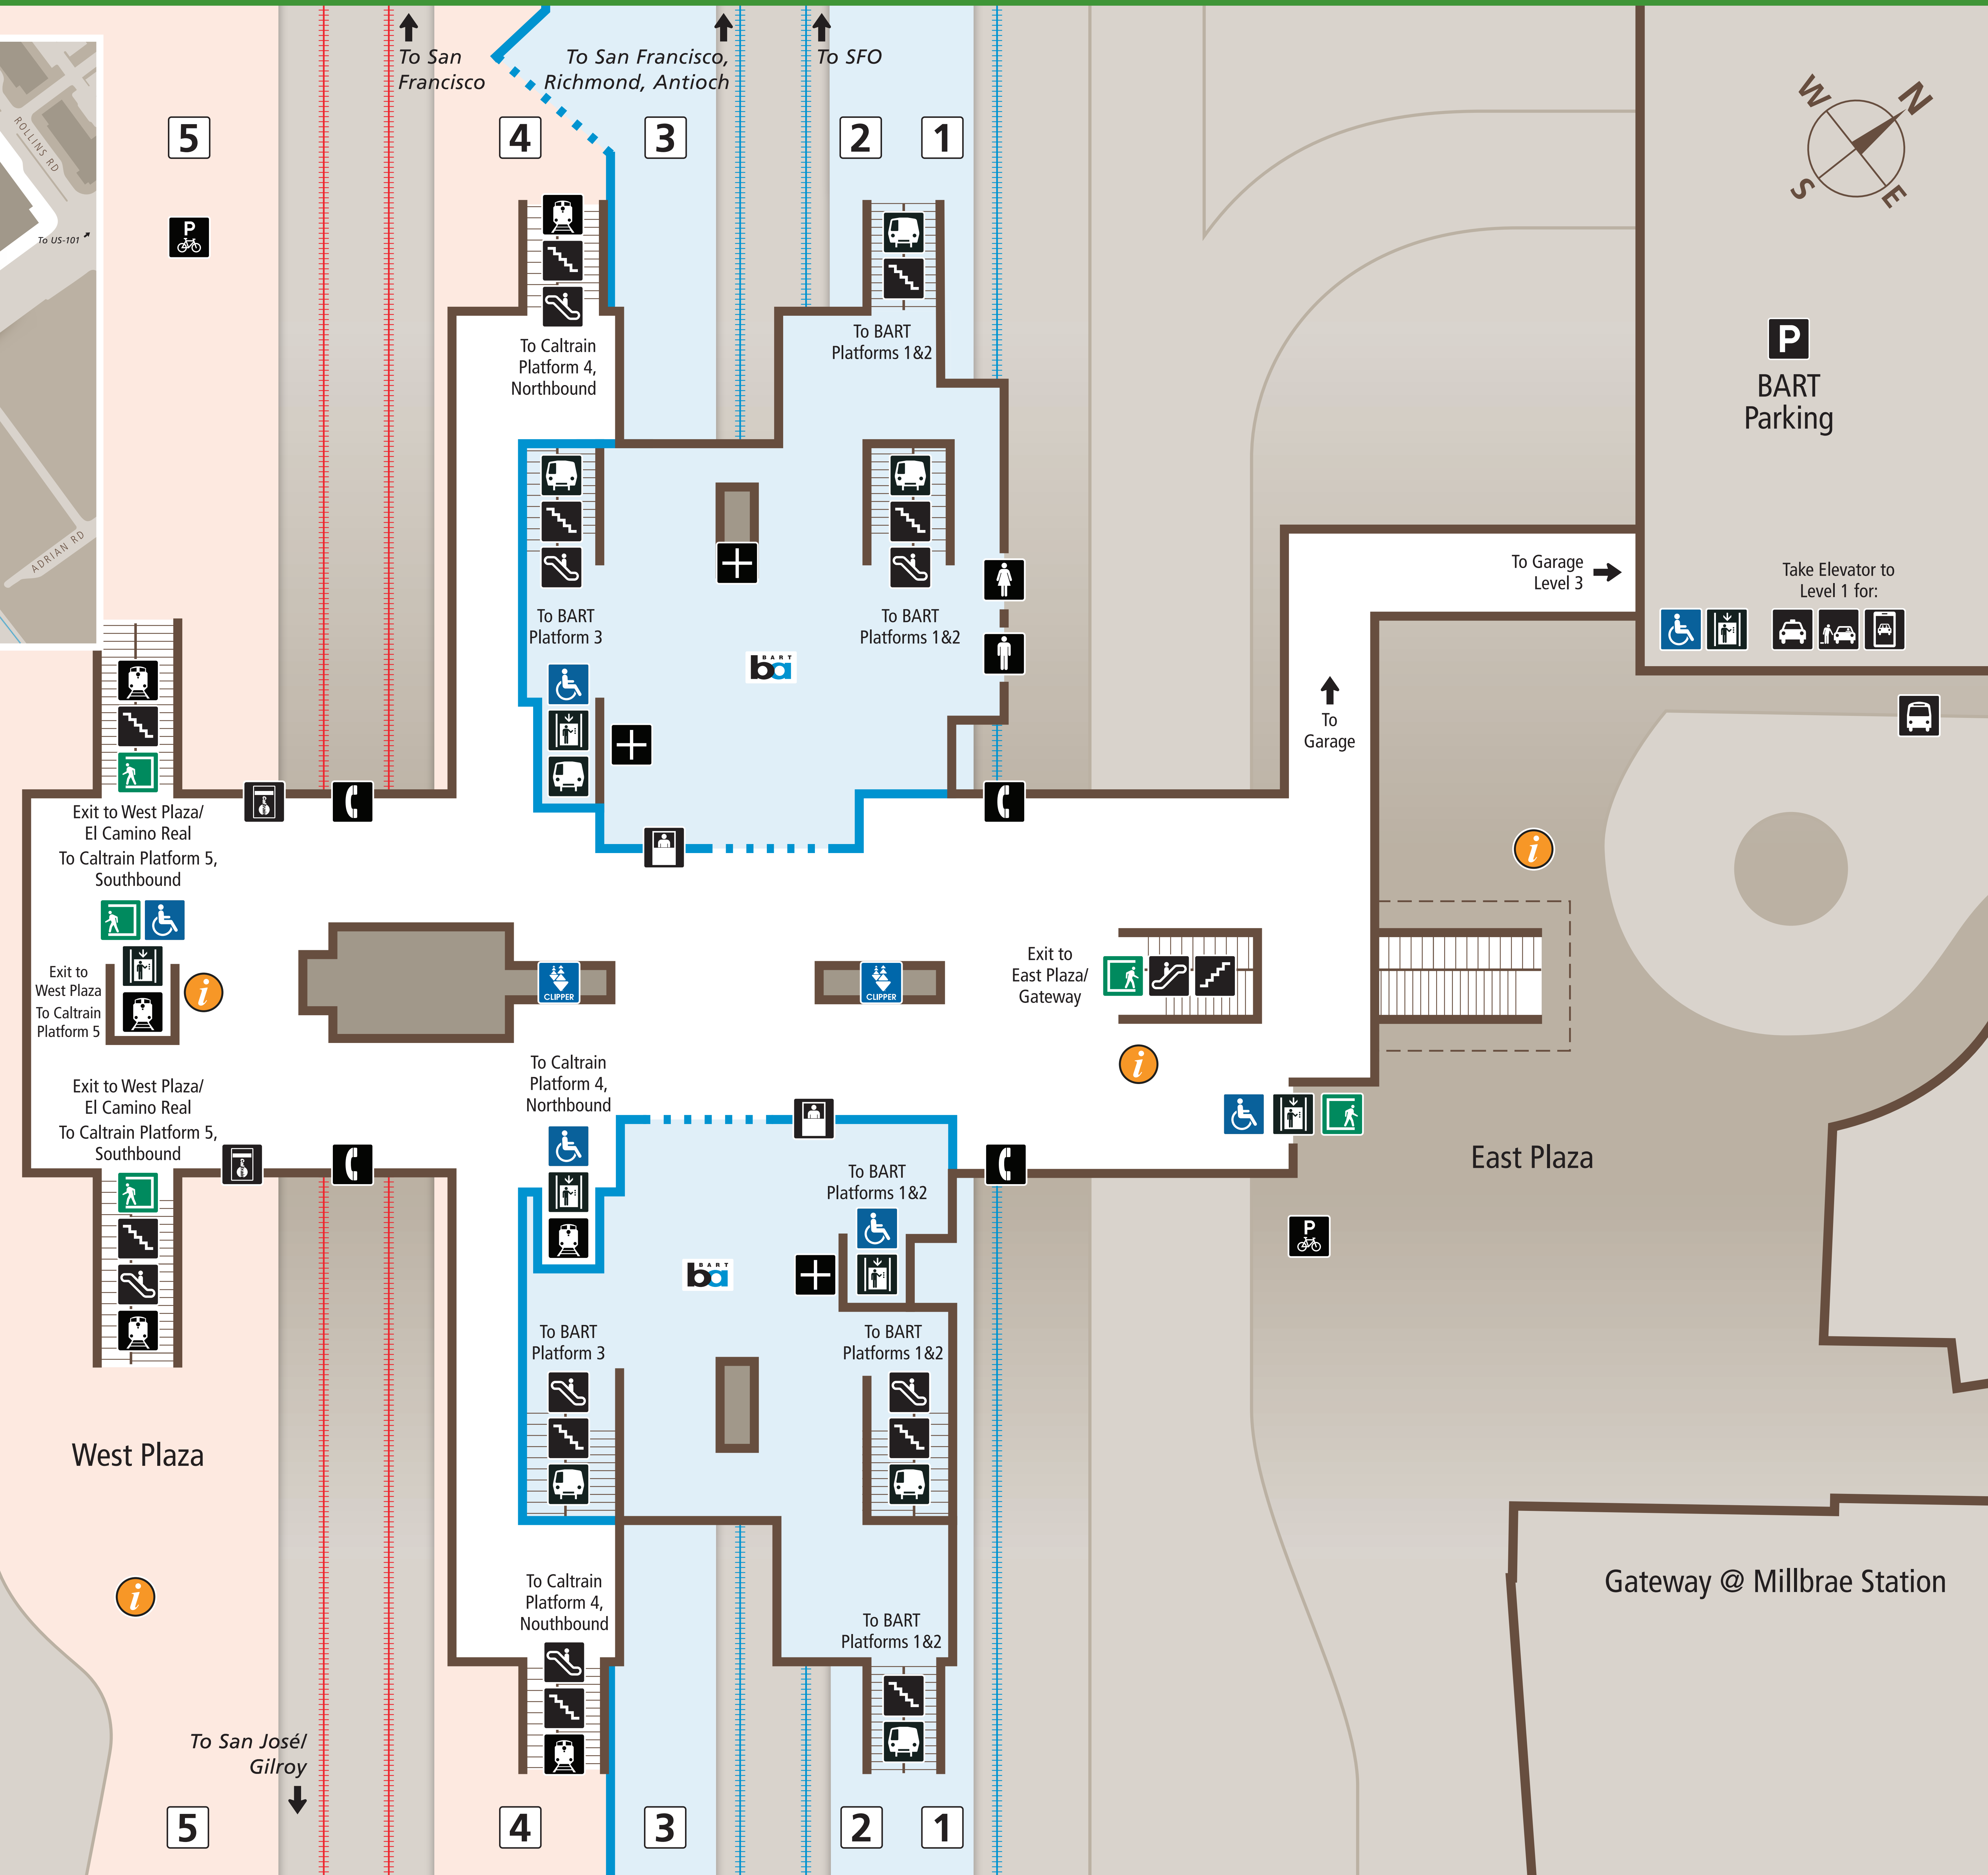 To San
Francisco
To San Francisco,
Richmond, Antioch
To SFO
5
4
3
2
1
W
N
S
E
ROLLINS RD
To US-101
ADRIAN RD
P
P
BART
Parking
To Caltrain
Platform 4,
Northbound
To BART
Platforms 1&2
To Garage
Level 3
Take Elevator to
Level 1 for:
To BART
Platform 3
To BART
Platforms 1&2
BART
ba
To
Garage
Exit to West Plaza/
El Camino Real
To Caltrain Platform 5,
Southbound
Exit to
West Plaza
To Caltrain
Platform 5
i
CLIPPER
CLIPPER
Exit to
East Plaza/
Gateway
i
i
To Caltrain
Platform 4,
Northbound
Exit to West Plaza/
El Camino Real
To Caltrain Platform 5,
Southbound
East Plaza
To BART
Platforms 1&2
P
BART
ba
To BART
Platform 3
To BART
Platforms 1&2
West Plaza
i
To Caltrain
Platform 4,
Nouthbound
To BART
Platforms 1&2
Gateway @ Millbrae Station
To San José/
Gilroy
5
4
3
2
1